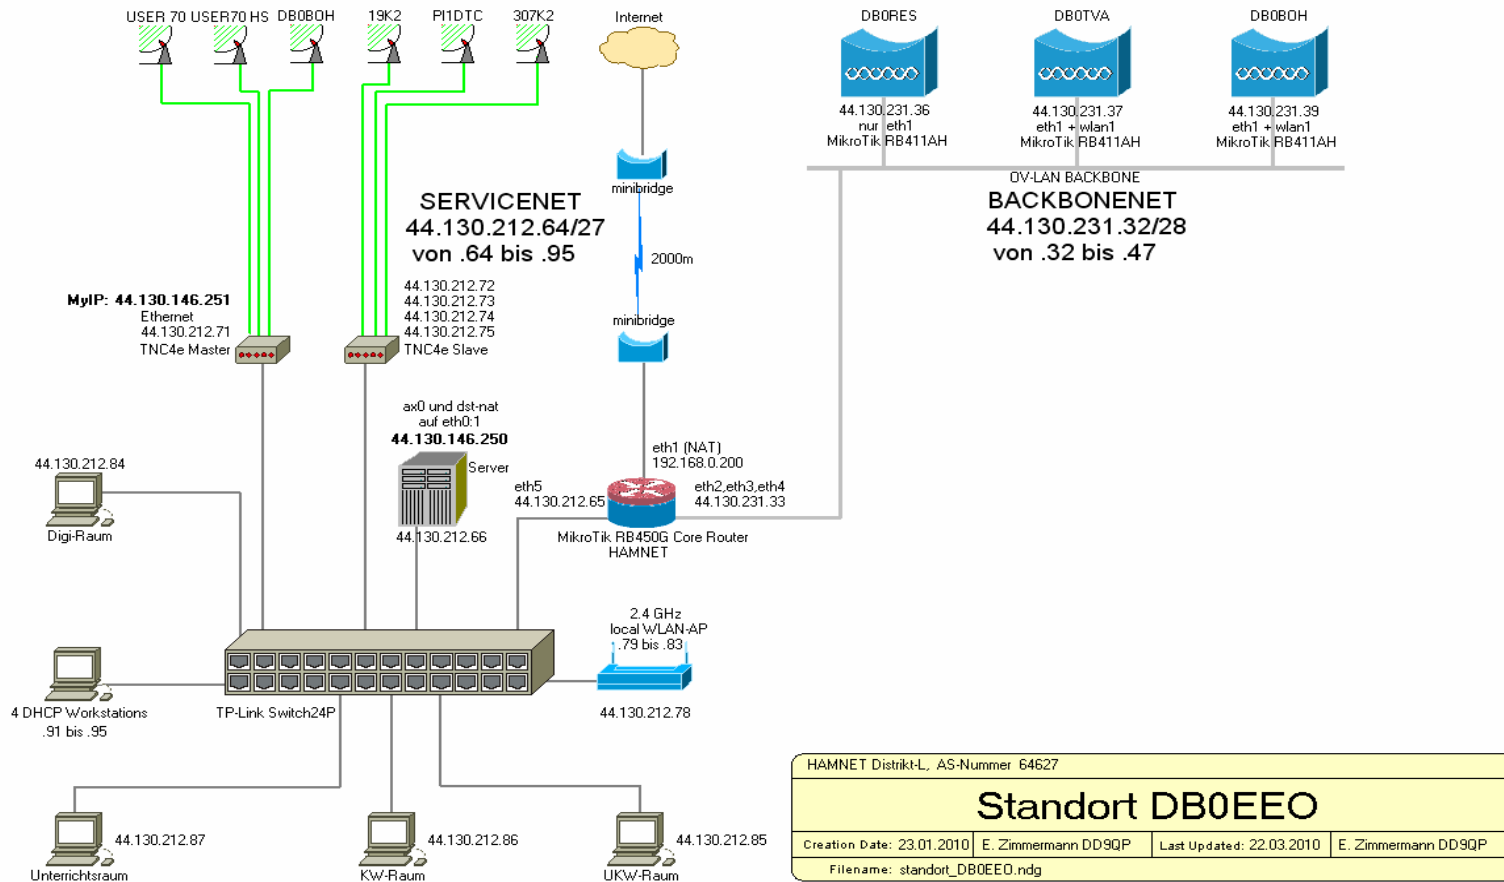 USER 70 USER70 HS DB0BOH 19K2 PI1DTC 307K2
Internet
DB0RES DB0TVA DB0BOH
44.130.231.36
nur eth1
MikroTik RB411AH
44.130.231.37
eth1 + wlan1
MikroTik RB411AH
44.130.231.39
eth1 + wlan1
MikroTik RB411AH
OV-LAN BACKBONE
BACKBONENET
44.130.231.32/28
von .32 bis .47
minibridge
SERVICENET
44.130.212.64/27
von .64 bis .95
2000m
minibridge
MyIP: 44.130.146.251
Ethernet
44.130.212.71
TNC4e Master
44.130.212.72
44.130.212.73
44.130.212.74
44.130.212.75
TNC4e Slave
ax0 und dst-nat
auf eth0:1
44.130.146.250
Server
44.130.212.66
eth1 (NAT)
192.168.0.200
eth5
44.130.212.65
eth2,eth3,eth4
44.130.231.33
MikroTik RB450G Core Router
HAMNET
44.130.212.84
Digi-Raum
2.4 GHz
local WLAN-AP
.79 bis .83
44.130.212.78
4 DHCP Workstations
.91 bis .95
TP-Link Switch24P
44.130.212.87
Unterrichtsraum
44.130.212.86
KW-Raum
44.130.212.85
UKW-Raum
HAMNET Distrikt-L, AS-Nummer 64627
Standort DB0EEO
Creation Date: 23.01.2010 E. Zimmermann DD9QP Last Updated: 22.03.2010 E. Zimmermann DD9QP
Filename: standort_DB0EEO.ndg